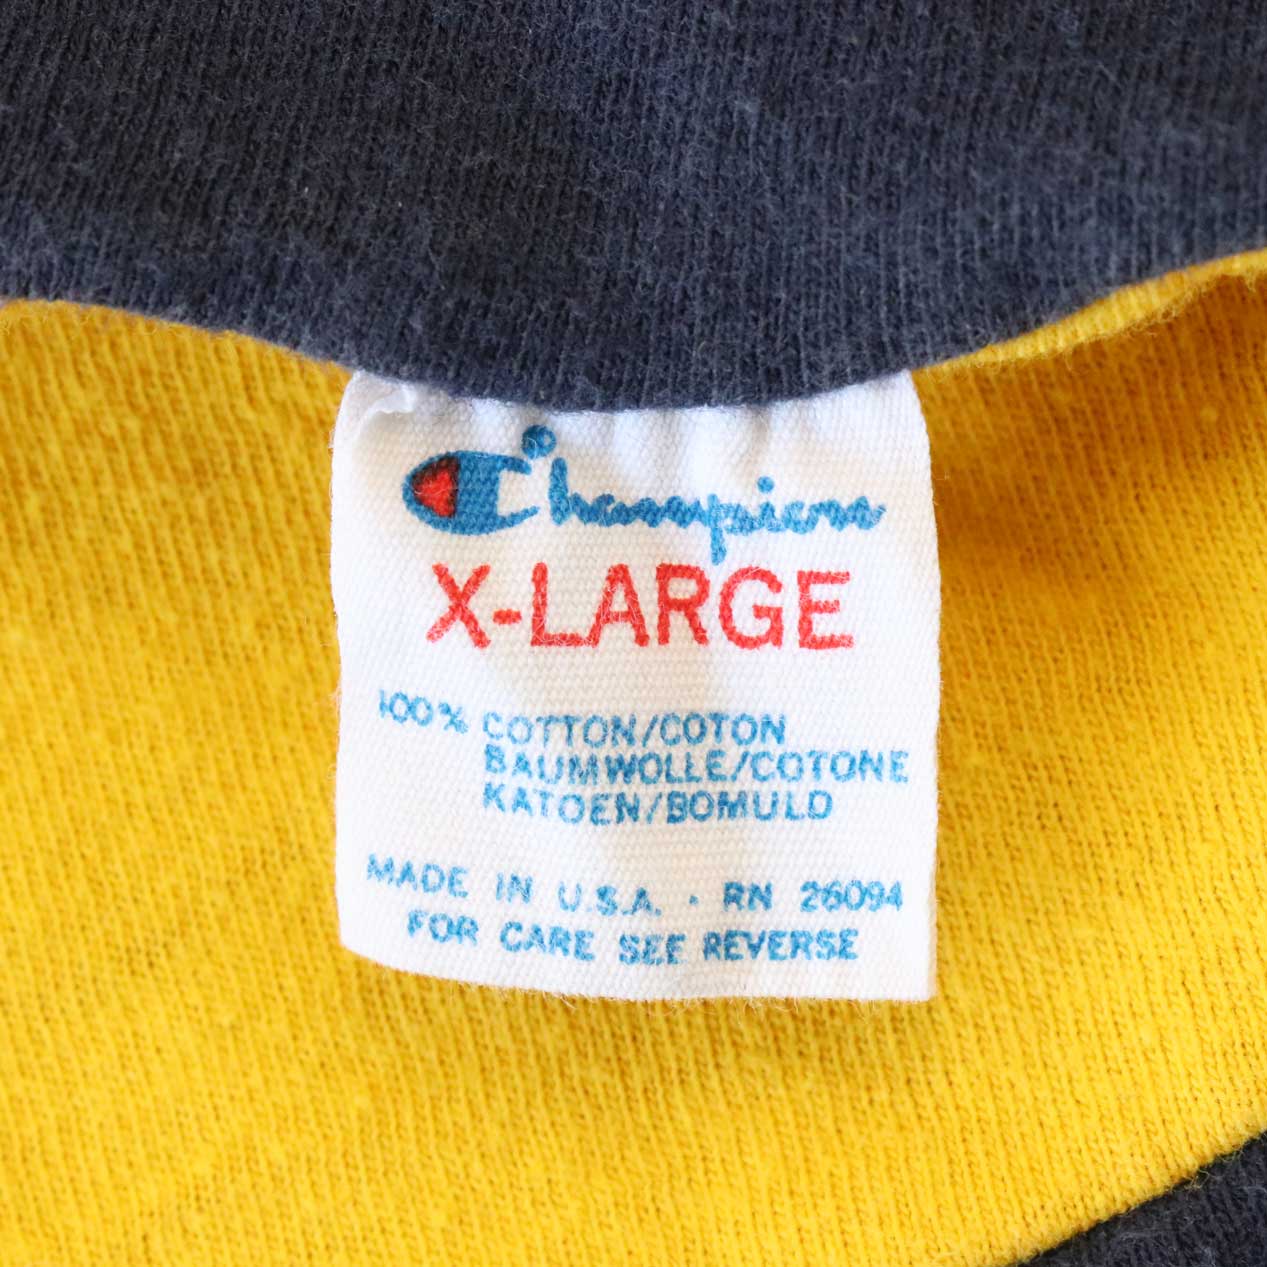 Champion
X-LARGE
100% COTTON/COTON
BAUMWOLLE/COTONE
KATOEN/BOMULD
MADE IN U.S.A. · RN 26094
FOR CARE SEE REVERSE